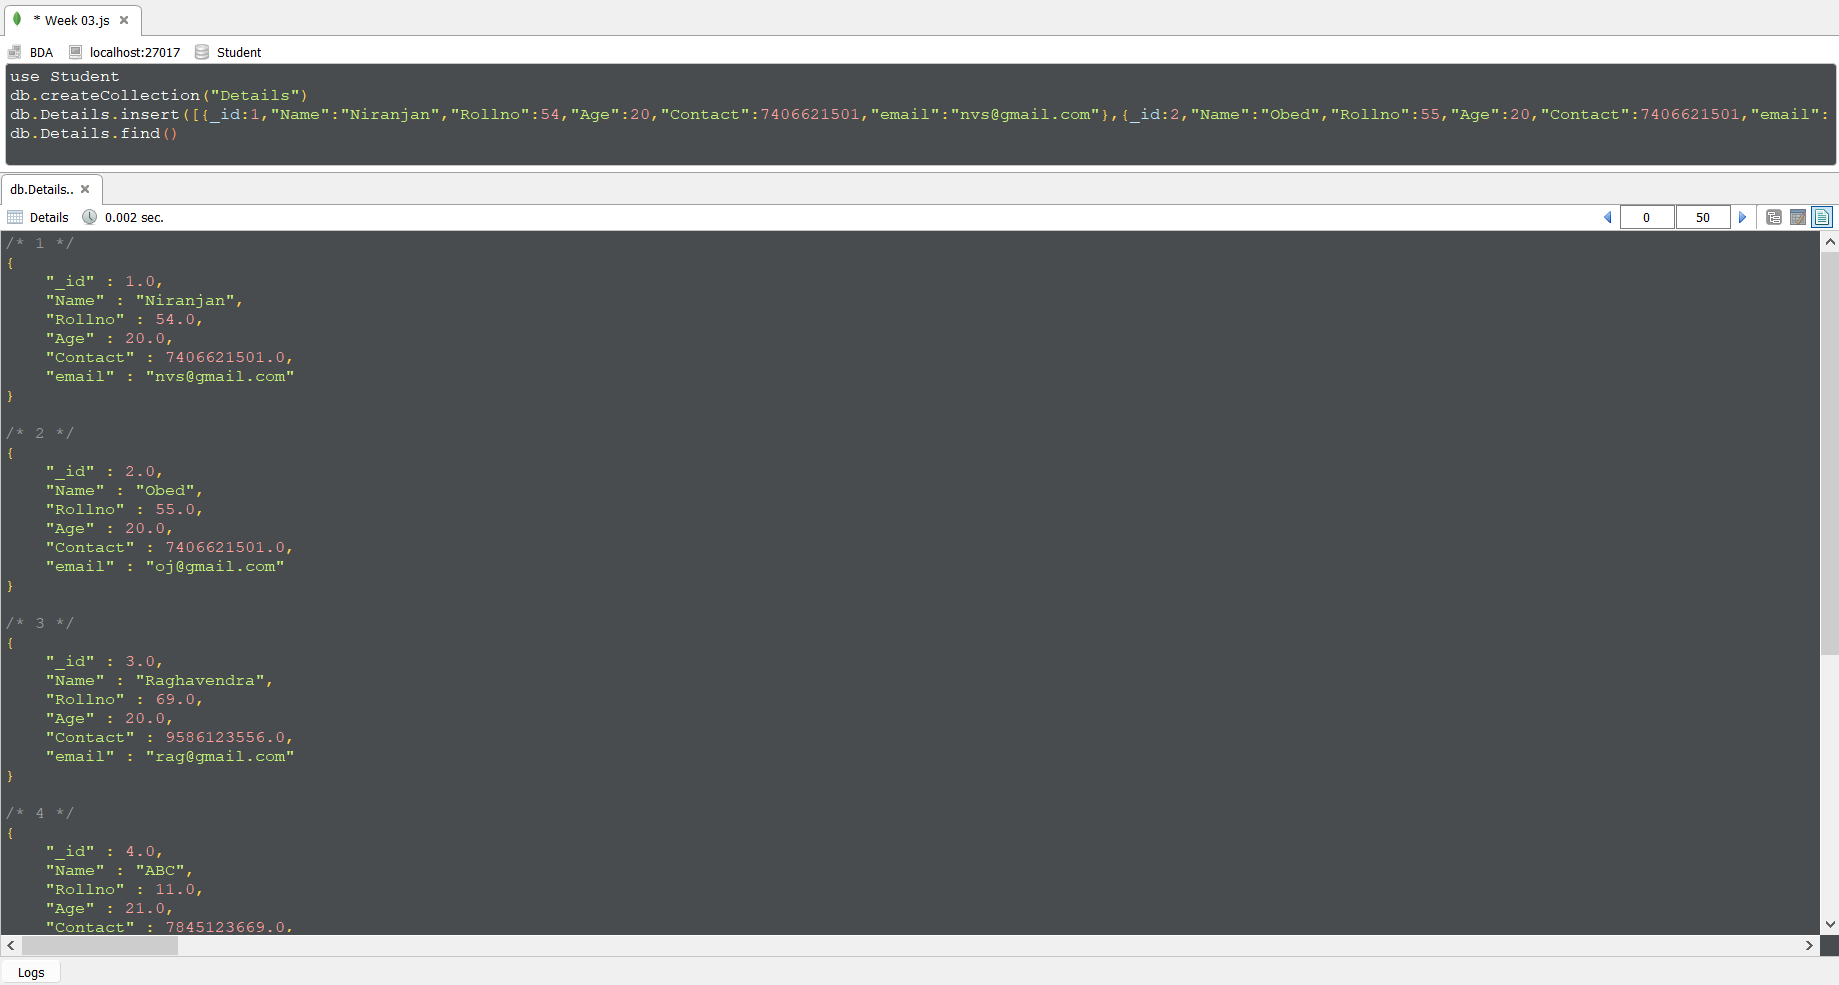 * Week 03.js
BDA localhost:27017 Student
use Student
db.createCollection("Details")
db.Details.insert([{_id:1,"Name":"Niranjan","Rollno":54,"Age":20,"Contact":7406621501,"email":"nvs@gmail.com"},{_id:2,"Name":"Obed","Rollno":55,"Age":20,"Contact":7406621501,"email":
db.Details.find()
db.Details..
Details 0.002 sec. 0 50
/* 1 */
{
    "_id" : 1.0,
    "Name" : "Niranjan",
    "Rollno" : 54.0,
    "Age" : 20.0,
    "Contact" : 7406621501.0,
    "email" : "nvs@gmail.com"
}
/* 2 */
{
    "_id" : 2.0,
    "Name" : "Obed",
    "Rollno" : 55.0,
    "Age" : 20.0,
    "Contact" : 7406621501.0,
    "email" : "oj@gmail.com"
}
/* 3 */
{
    "_id" : 3.0,
    "Name" : "Raghavendra",
    "Rollno" : 69.0,
    "Age" : 20.0,
    "Contact" : 9586123556.0,
    "email" : "rag@gmail.com"
}
/* 4 */
{
    "_id" : 4.0,
    "Name" : "ABC",
    "Rollno" : 11.0,
    "Age" : 21.0,
    "Contact" : 7845123669.0,
Logs